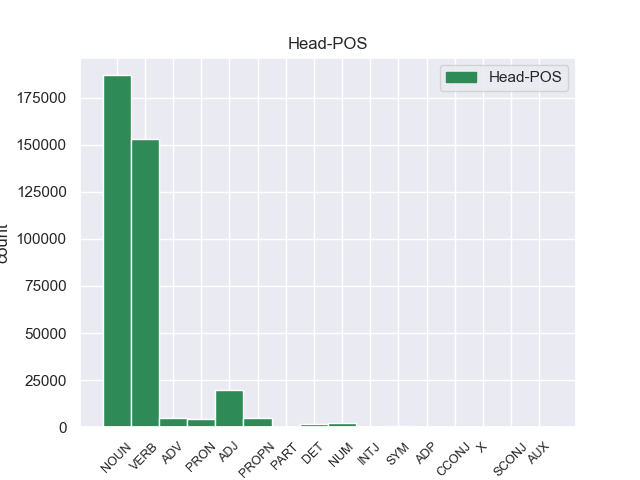 Head-POS
Head-POS
175000
150000
125000
100000
75000
50000
25000
0
count
NOUN VERB ADV PRON ADJ PROPN PART DET NUM INTJ SYM ADP CCONJ X SCONJ AUX